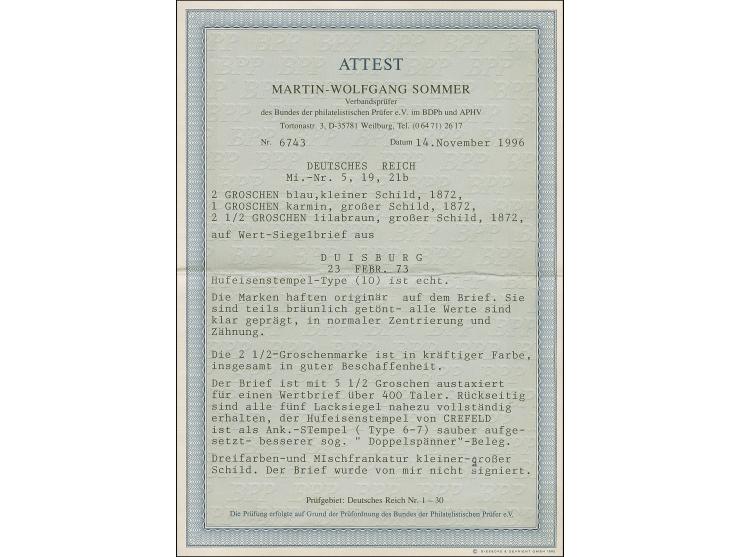 ATTEST
MARTIN-WOLFGANG SOMMER
Verbandsprüfer
des Bundes der philatelistischen Prüfer e.V. im BDPh und APHV
Tortonastr. 3, D-35781 Weilburg, Tel. (0 64 71) 26 17
Nr. 6743 Datum 14.November 1996
DEUTSCHES REICH
Mi.-Nr. 5, 19, 21b
2 GROSCHEN blau,kleiner Schild, 1872,
1 GROSCHEN karmin, großer Schild, 1872,
2 1/2 GROSCHEN lilabraun, großer Schild, 1872,
auf Wert-Siegelbrief aus
D U I S B U R G
23 FEBR. 73
Hufeisenstempel-Type (10) ist echt.
Die Marken haften originär auf dem Brief. Sie
sind teils bräunlich getönt- alle Werte sind
klar geprägt, in normaler Zentrierung und
Zähnung.
Die 2 1/2-Groschenmarke ist in kräftiger Farbe,
insgesamt in guter Beschaffenheit.
Der Brief ist mit 5 1/2 Groschen austaxiert
für einen Wertbrief über 400 Taler. Rückseitig
sind alle fünf Lacksiegel nahezu vollständig
erhalten, der Hufeisenstempel von CREFELD
ist als Ank.-STempel ( Type 6-7) sauber aufge-
setzt- besserer sog. " Doppelspänner"-Beleg.
Dreifarben-und MIschfrankatur kleiner-großer
Schild. Der Brief wurde von mir nicht signiert.
Prüfgebiet: Deutsches Reich Nr. 1 – 30
Die Prüfung erfolgte auf Grund der Prüfordnung des Bundes der Philatelistischen Prüfer e.V.